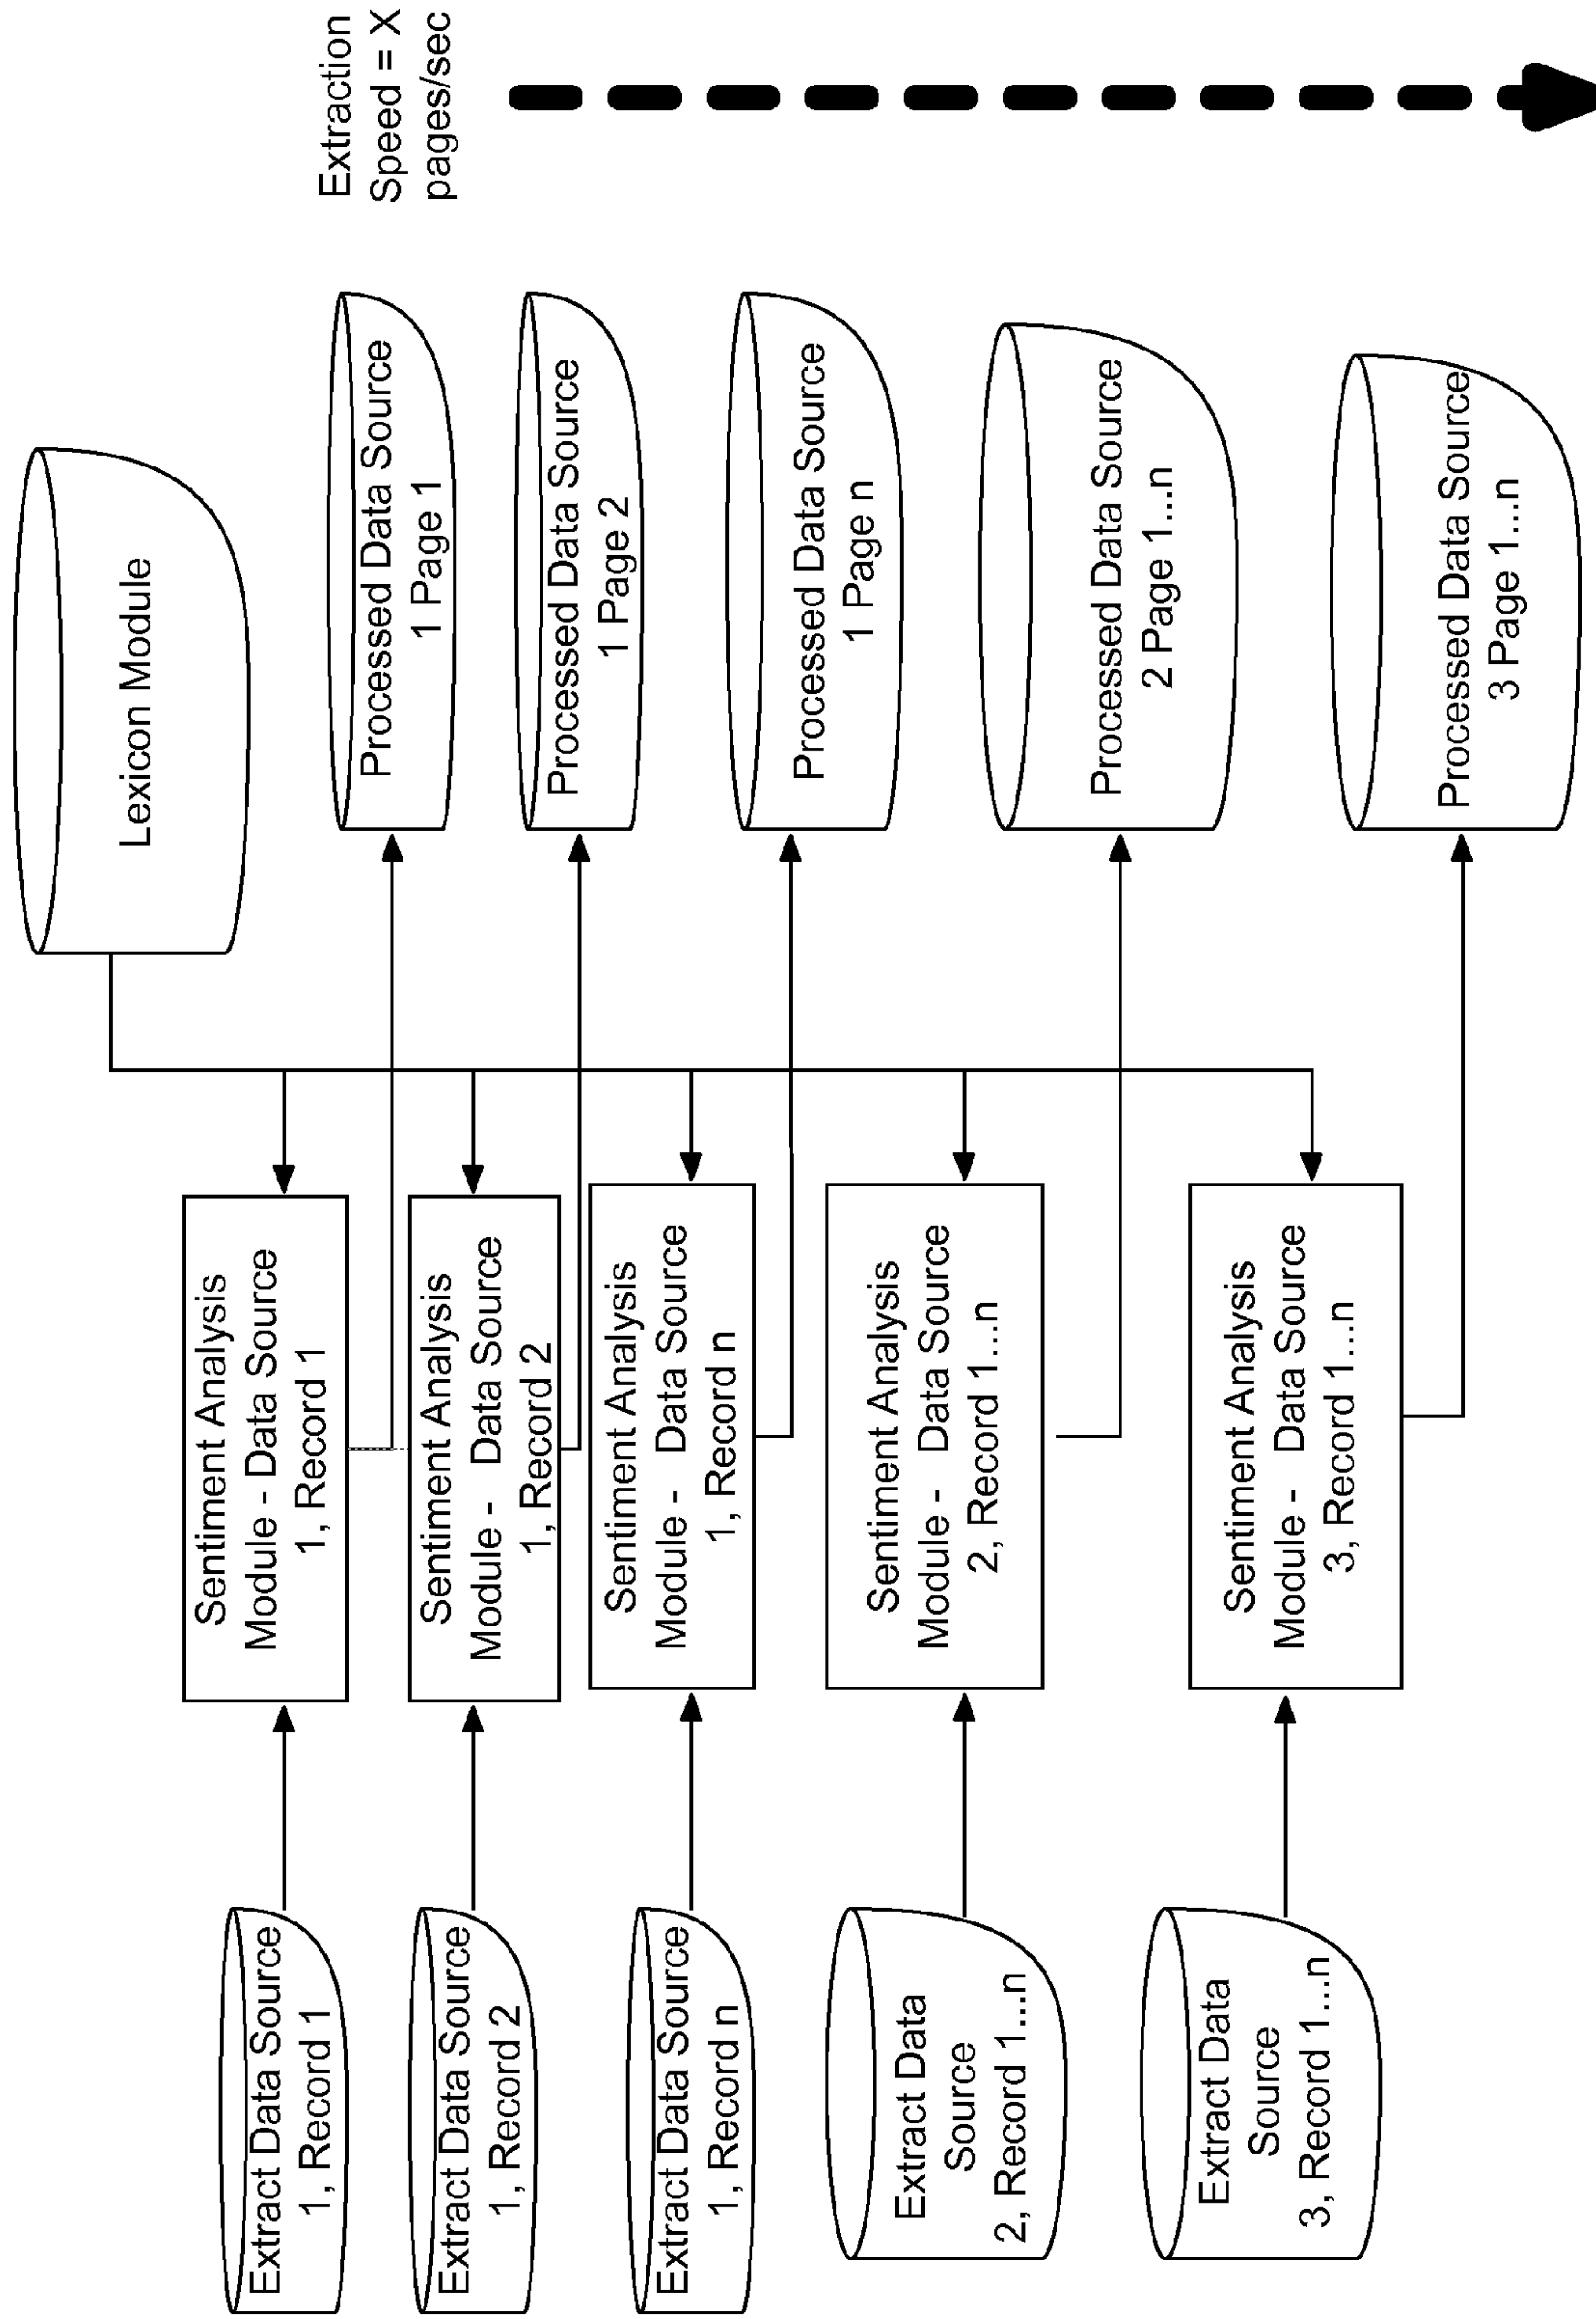 Extract Data Source
1, Record 1
Extract Data Source
1, Record 2
Extract Data Source
1, Record n
Extract Data
Source
2, Record 1...n
Extract Data
Source
3, Record 1...n
Sentiment Analysis
Module - Data Source
1, Record 1
Sentiment Analysis
Module - Data Source
1, Record 2
Sentiment Analysis
Module - Data Source
1, Record n
Sentiment Analysis
Module - Data Source
2, Record 1...n
Sentiment Analysis
Module - Data Source
3, Record 1...n
Lexicon Module
Processed Data Source
1 Page 1
Processed Data Source
1 Page 2
Processed Data Source
1 Page n
Processed Data Source
2 Page 1...n
Processed Data Source
3 Page 1...n
Extraction
Speed = X
pages/sec